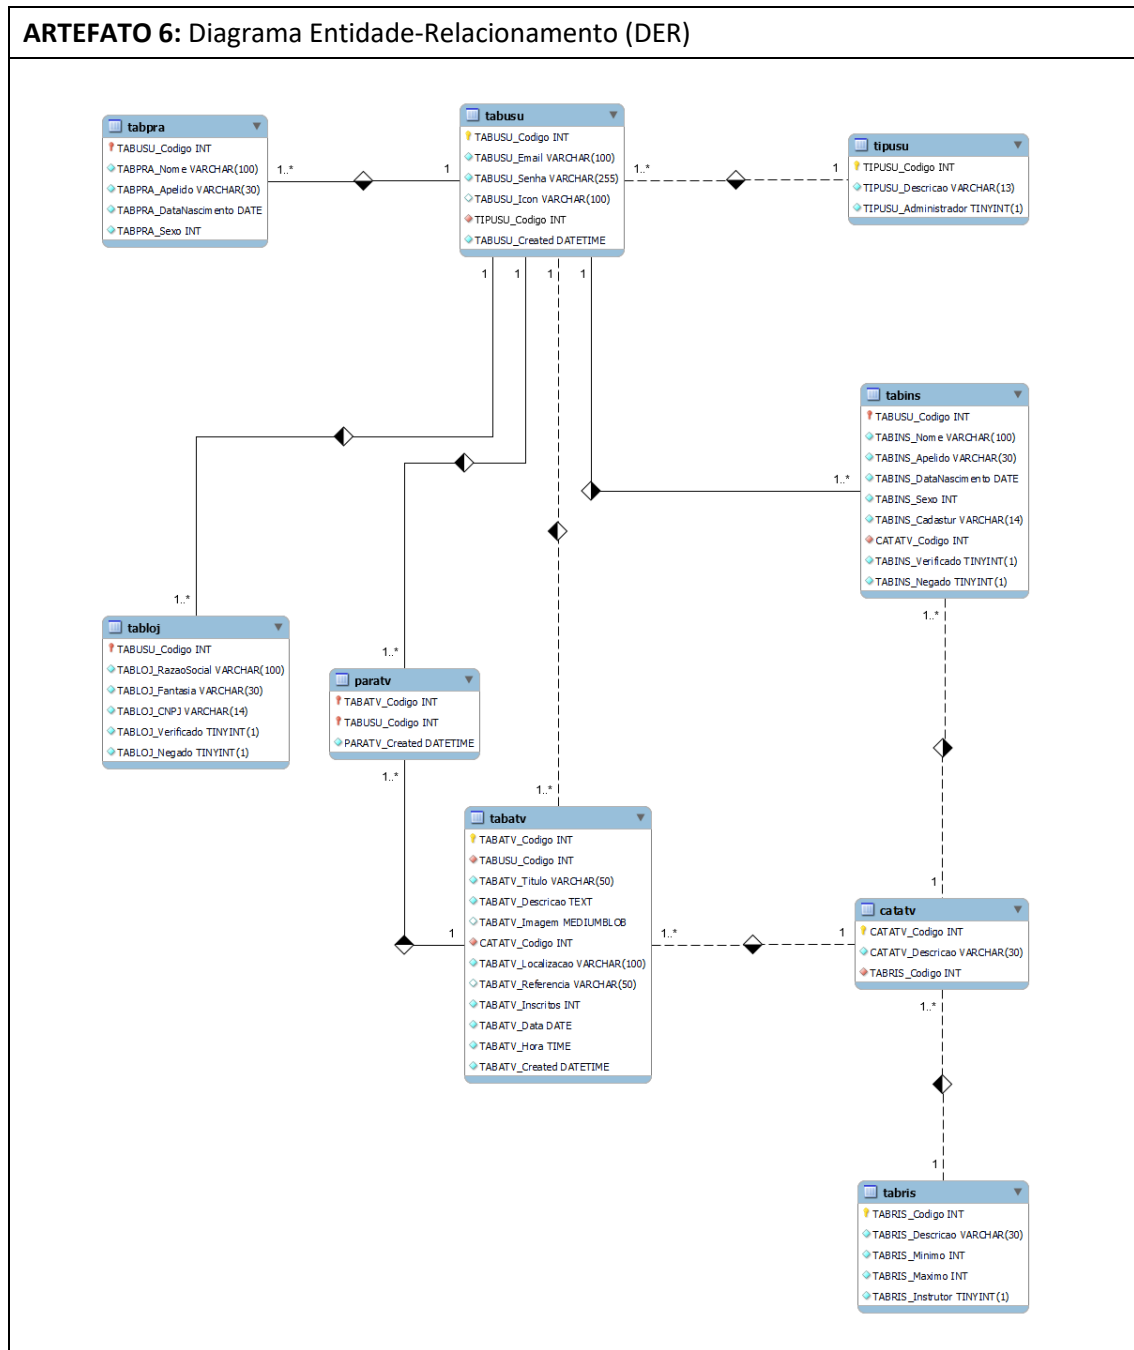 ARTEFATO 6: Diagrama Entidade-Relacionamento (DER)
tabpra
TABUSU_Codigo INT
TABPRA_Nome VARCHAR(100)
TABPRA_Apelido VARCHAR(30)
TABPRA_DataNascimento DATE
TABPRA_Sexo INT
1..*
1
tabusu
TABUSU_Codigo INT
TABUSU_Email VARCHAR(100)
TABUSU_Senha VARCHAR(255)
TABUSU_Icon VARCHAR(100)
TIPUSU_Codigo INT
TABUSU_Created DATETIME
1..*
1
tipusu
TIPUSU_Codigo INT
TIPUSU_Descricao VARCHAR(13)
TIPUSU_Administrador TINYINT(1)
1
1
1
1
tabins
TABUSU_Codigo INT
TABINS_Nome VARCHAR(100)
TABINS_Apelido VARCHAR(30)
TABINS_DataNascimento DATE
TABINS_Sexo INT
TABINS_Cadastur VARCHAR(14)
CATATV_Codigo INT
TABINS_Verificado TINYINT(1)
TABINS_Negado TINYINT(1)
1..*
1..*
1..*
tabloj
TABUSU_Codigo INT
TABLOJ_RazaoSocial VARCHAR(100)
TABLOJ_Fantasia VARCHAR(30)
TABLOJ_CNPJ VARCHAR(14)
TABLOJ_Verificado TINYINT(1)
TABLOJ_Negado TINYINT(1)
1..*
paratv
TABATV_Codigo INT
TABUSU_Codigo INT
PARATV_Created DATETIME
1..*
1..*
tabatv
TABATV_Codigo INT
TABUSU_Codigo INT
TABATV_Titulo VARCHAR(50)
TABATV_Descricao TEXT
TABATV_Imagem MEDIUMBLOB
CATATV_Codigo INT
TABATV_Localizacao VARCHAR(100)
TABATV_Referencia VARCHAR(50)
TABATV_Inscritos INT
TABATV_Data DATE
TABATV_Hora TIME
TABATV_Created DATETIME
1
1..*
1
1
catatv
CATATV_Codigo INT
CATATV_Descricao VARCHAR(30)
TABRIS_Codigo INT
1..*
1
tabris
TABRIS_Codigo INT
TABRIS_Descricao VARCHAR(30)
TABRIS_Minimo INT
TABRIS_Maximo INT
TABRIS_Instrutor TINYINT(1)